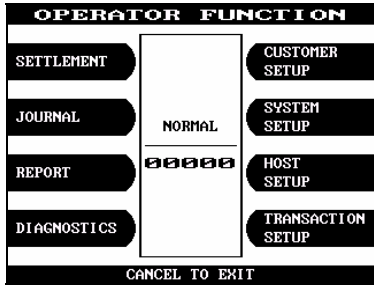 OPERATOR FUNCTION
SETTLEMENT
JOURNAL
REPORT
DIAGNOSTICS
NORMAL
00000
CUSTOMER
SETUP
SYSTEM
SETUP
HOST
SETUP
TRANSACTION
SETUP
CANCEL TO EXIT